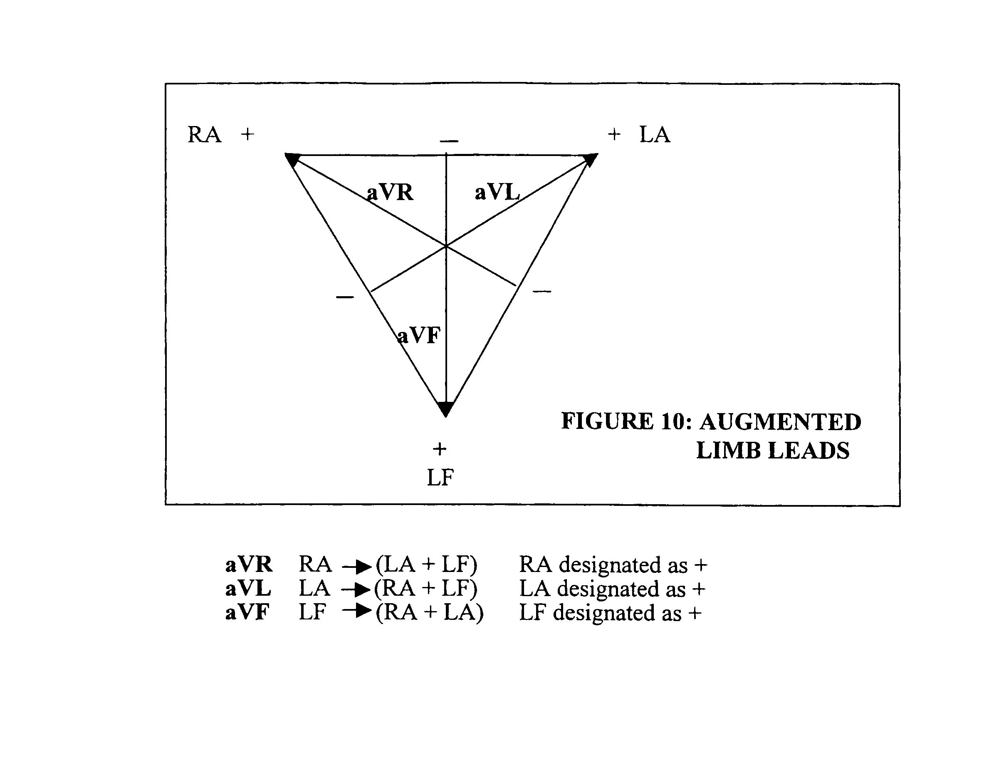 RA + — + LA
aVR aVL
— —
aVF
FIGURE 10: AUGMENTED
LIMB LEADS
+
LF
aVR RA → (LA + LF) RA designated as +
aVL LA → (RA + LF) LA designated as +
aVF LF → (RA + LA) LF designated as +